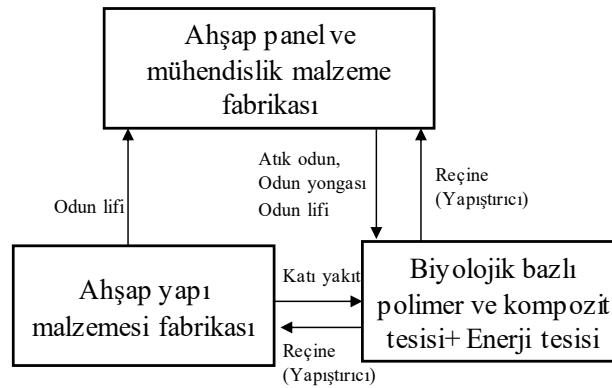 Ahşap panel ve
mühendislik malzeme
fabrikası
Atık odun,
Odun yongası
Odun lifi
Reçine
(Yapıştırıcı)
Odun lifi
Ahşap yapı
malzemesi fabrikası
Katı yakıt
Reçine
(Yapıştırıcı)
Biyolojik bazlı
polimer ve kompozit
tesisi+ Enerji tesisi